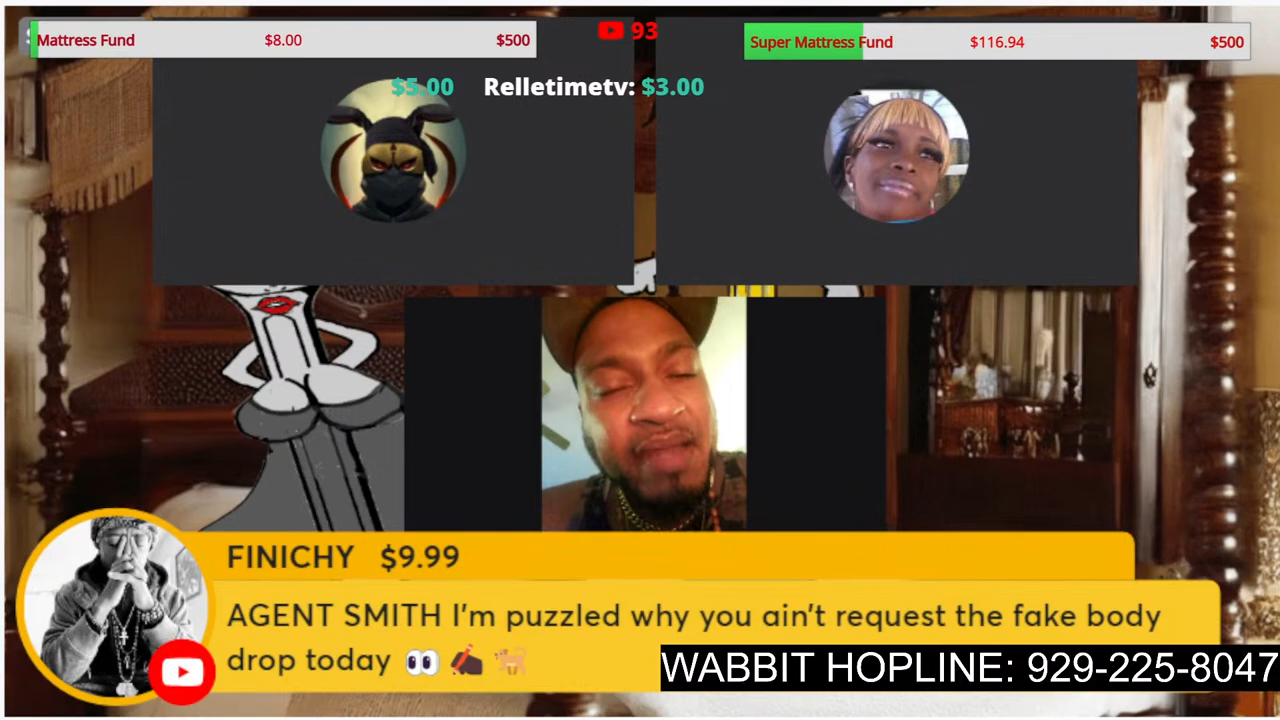 Mattress Fund $8.00 $500
93
Super Mattress Fund $116.94 $500
$5.00 Relletimetv: $3.00
FINICHY $9.99
AGENT SMITH I'm puzzled why you ain't request the fake body
drop today 👀 ✍🏿 🐈
WABBIT HOPLINE: 929-225-8047